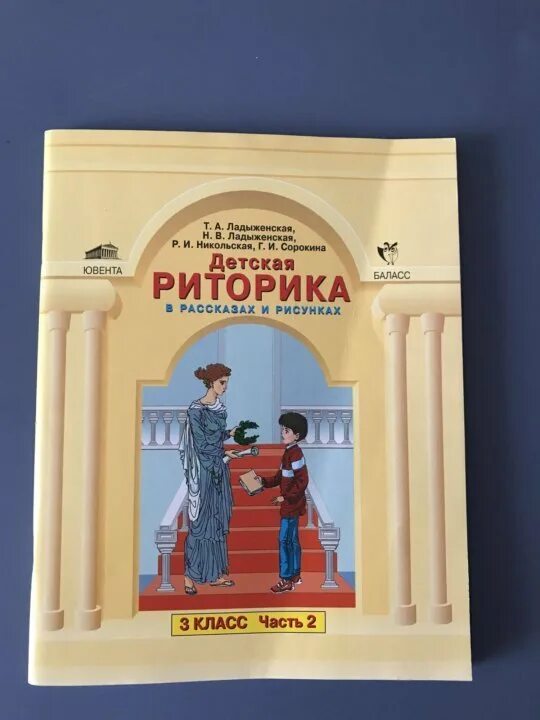 Т. А. Ладыженская,
Н. В. Ладыженская,
Р. И. Никольская, Г. И. Сорокина
ЮВЕНТА
БАЛАСС
Детская
РИТОРИКА
В РАССКАЗАХ И РИСУНКАХ
3 КЛАСС Часть 2